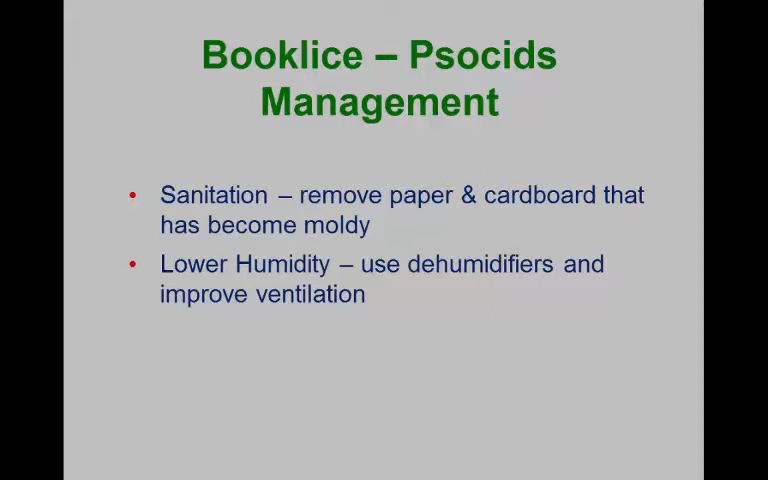 Booklice – Psocids
Management
• Sanitation – remove paper & cardboard that
has become moldy
• Lower Humidity – use dehumidifiers and
improve ventilation